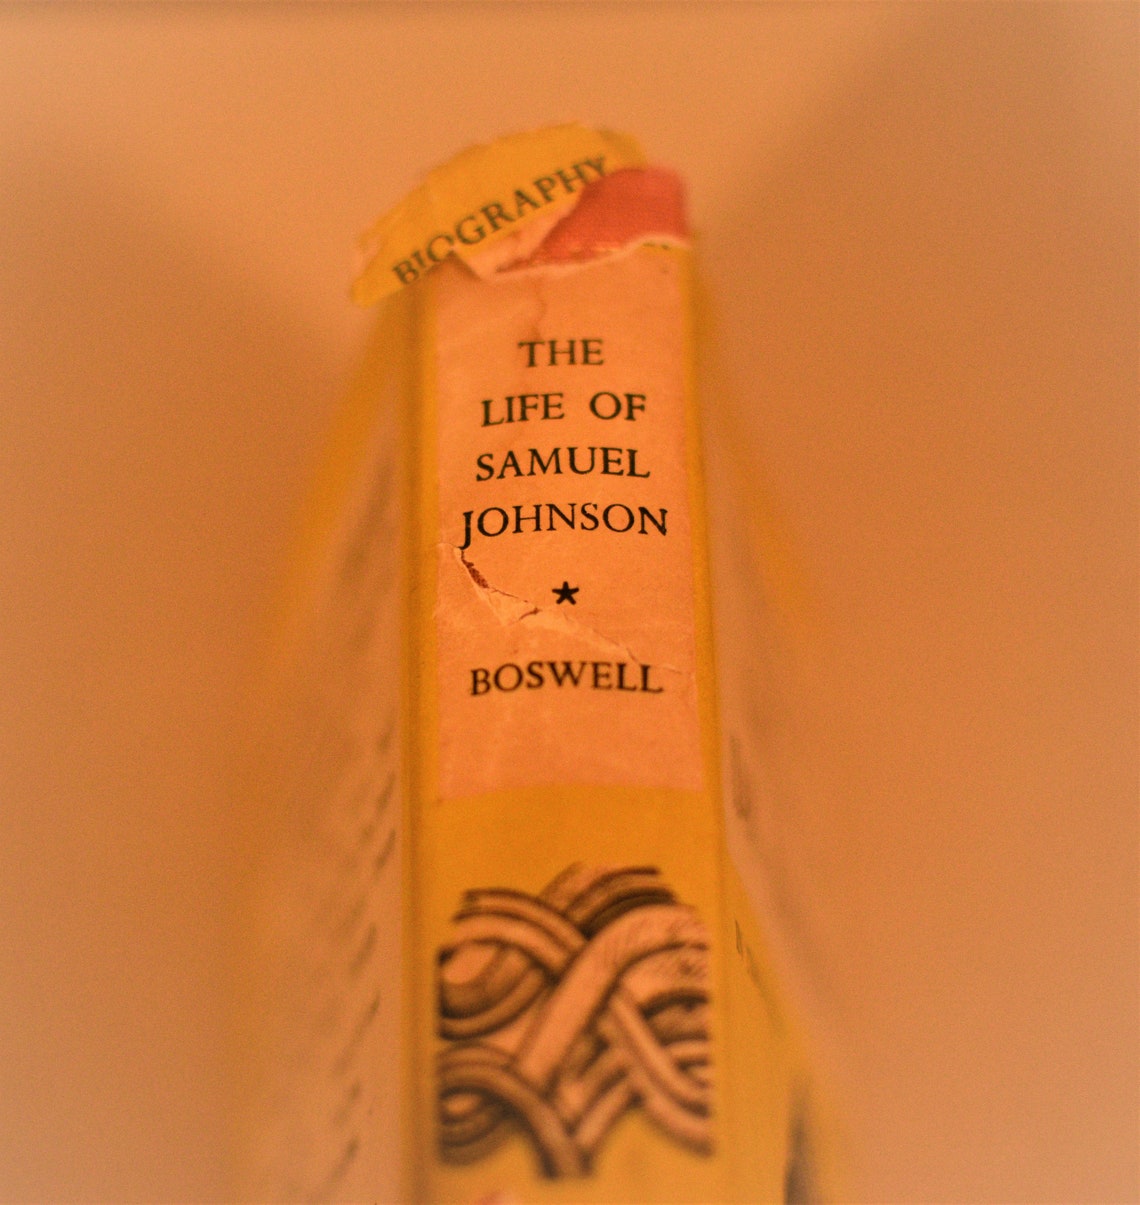 BIOGRAPHY
THE
LIFE OF
SAMUEL
JOHNSON
★
BOSWELL